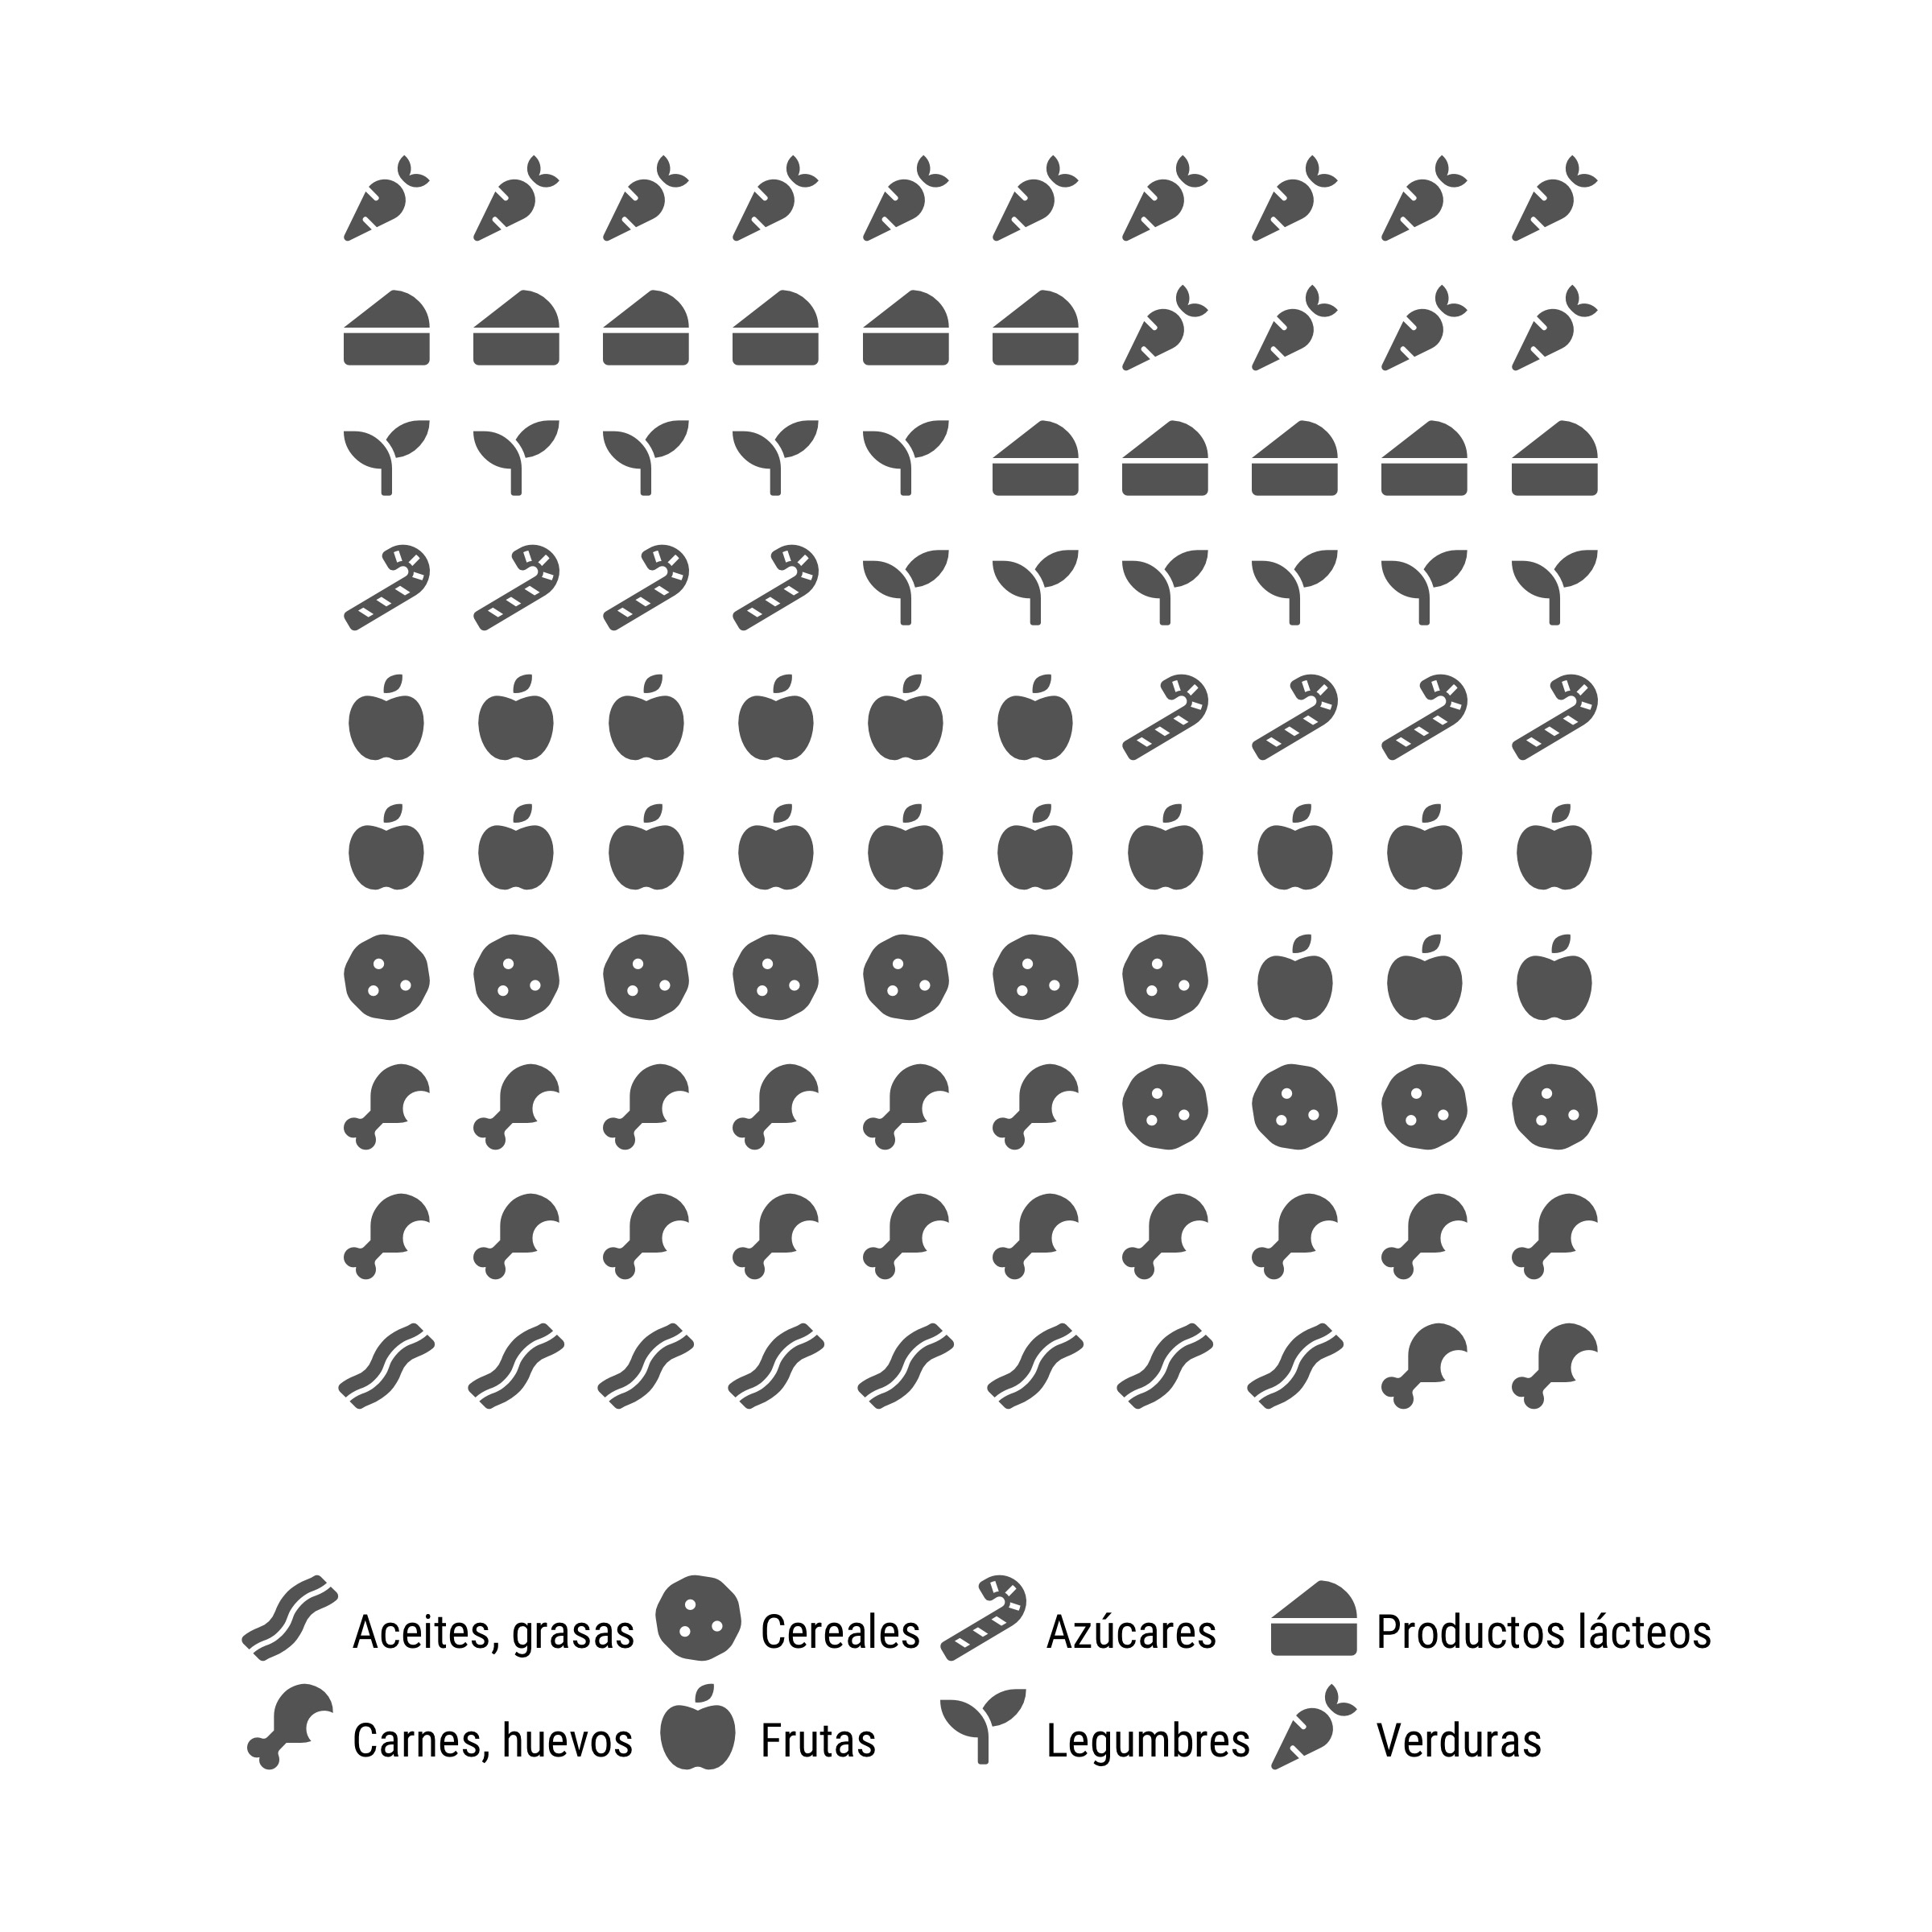 Aceites, grasas Cereales Azúcares Productos lácteos
Carnes, huevos Frutas Legumbres Verduras